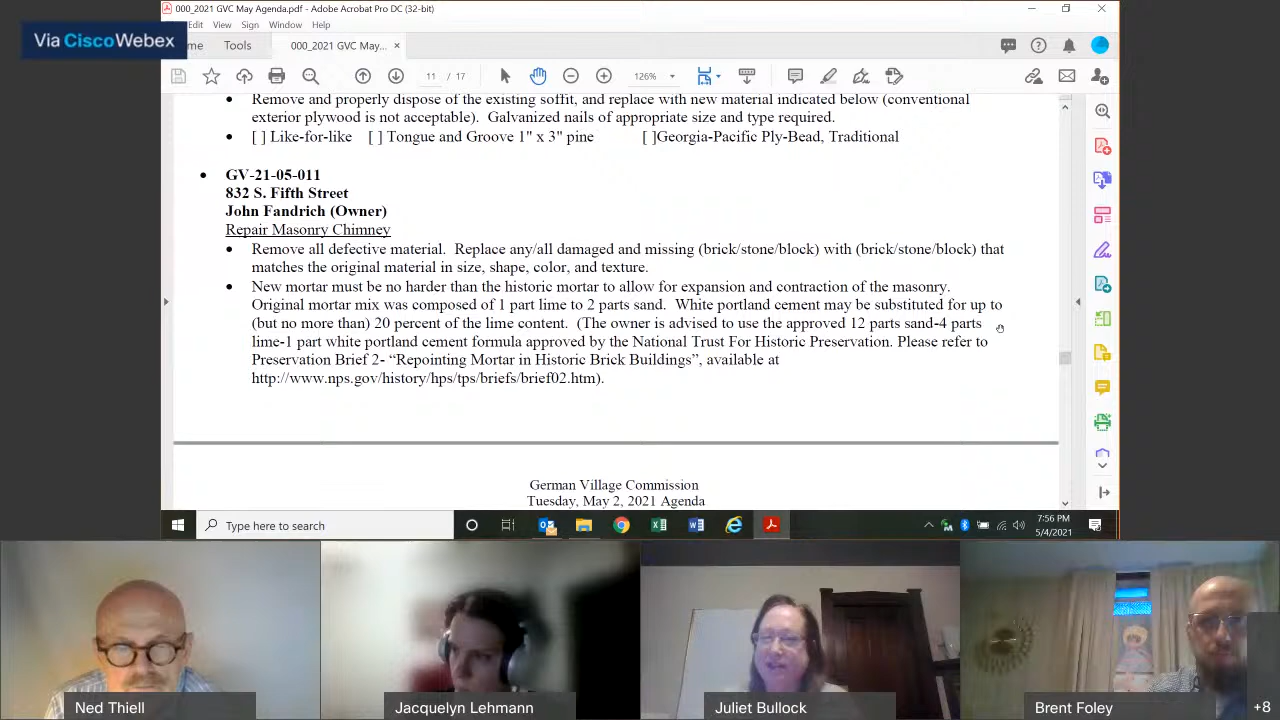 000_2021 GVC May Agenda.pdf - Adobe Acrobat Pro DC (32-bit)
Via Cisco Webex
Edit View Sign Window Help
me Tools 000_2021 GVC May... ×
11 / 17 126%
Remove and properly dispose of the existing soffit, and replace with new material indicated below (conventional
exterior plywood is not acceptable). Galvanized nails of appropriate size and type required.
• [ ] Like-for-like [ ] Tongue and Groove 1" x 3" pine [ ]Georgia-Pacific Ply-Bead, Traditional
• GV-21-05-011
832 S. Fifth Street
John Fandrich (Owner)
Repair Masonry Chimney
• Remove all defective material. Replace any/all damaged and missing (brick/stone/block) with (brick/stone/block) that
matches the original material in size, shape, color, and texture.
• New mortar must be no harder than the historic mortar to allow for expansion and contraction of the masonry.
Original mortar mix was composed of 1 part lime to 2 parts sand. White portland cement may be substituted for up to
(but no more than) 20 percent of the lime content. (The owner is advised to use the approved 12 parts sand-4 parts
lime-1 part white portland cement formula approved by the National Trust For Historic Preservation. Please refer to
Preservation Brief 2- “Repointing Mortar in Historic Brick Buildings”, available at
http://www.nps.gov/history/hps/tps/briefs/brief02.htm).
German Village Commission
Tuesday, May 2, 2021 Agenda
Type here to search
7:56 PM
5/4/2021
Ned Thiell
Jacquelyn Lehmann
Juliet Bullock
Brent Foley
+8